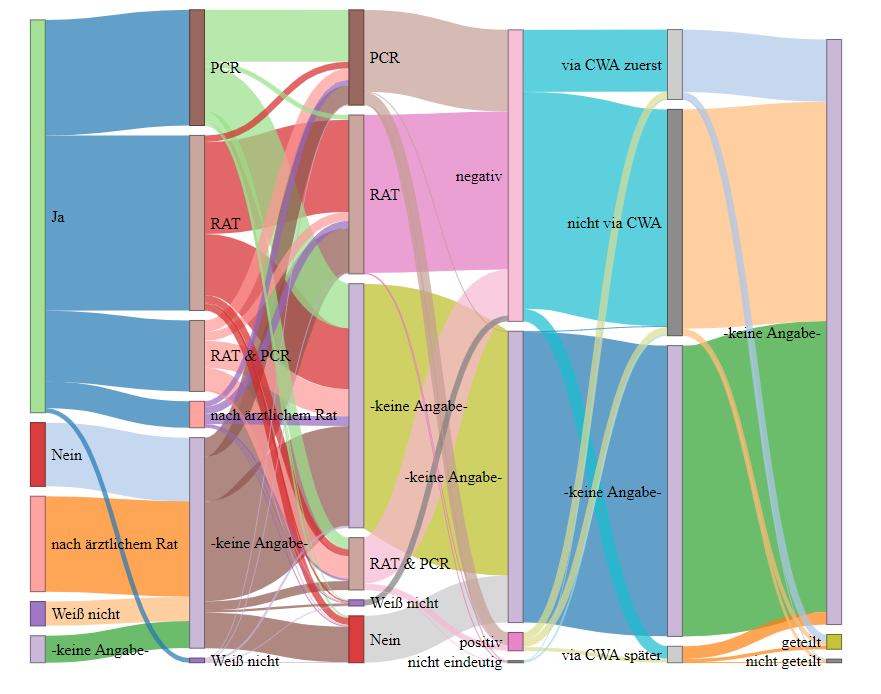 Ja
Nein
nach ärztlichem Rat
Weiß nicht
-keine Angabe-
PCR
RAT
RAT & PCR
nach ärztlichem Rat
-keine Angabe-
Weiß nicht
PCR
RAT
-keine Angabe-
RAT & PCR
Weiß nicht
Nein
negativ
-keine Angabe-
positiv
nicht eindeutig
via CWA zuerst
nicht via CWA
-keine Angabe-
via CWA später
-keine Angabe-
geteilt
nicht geteilt